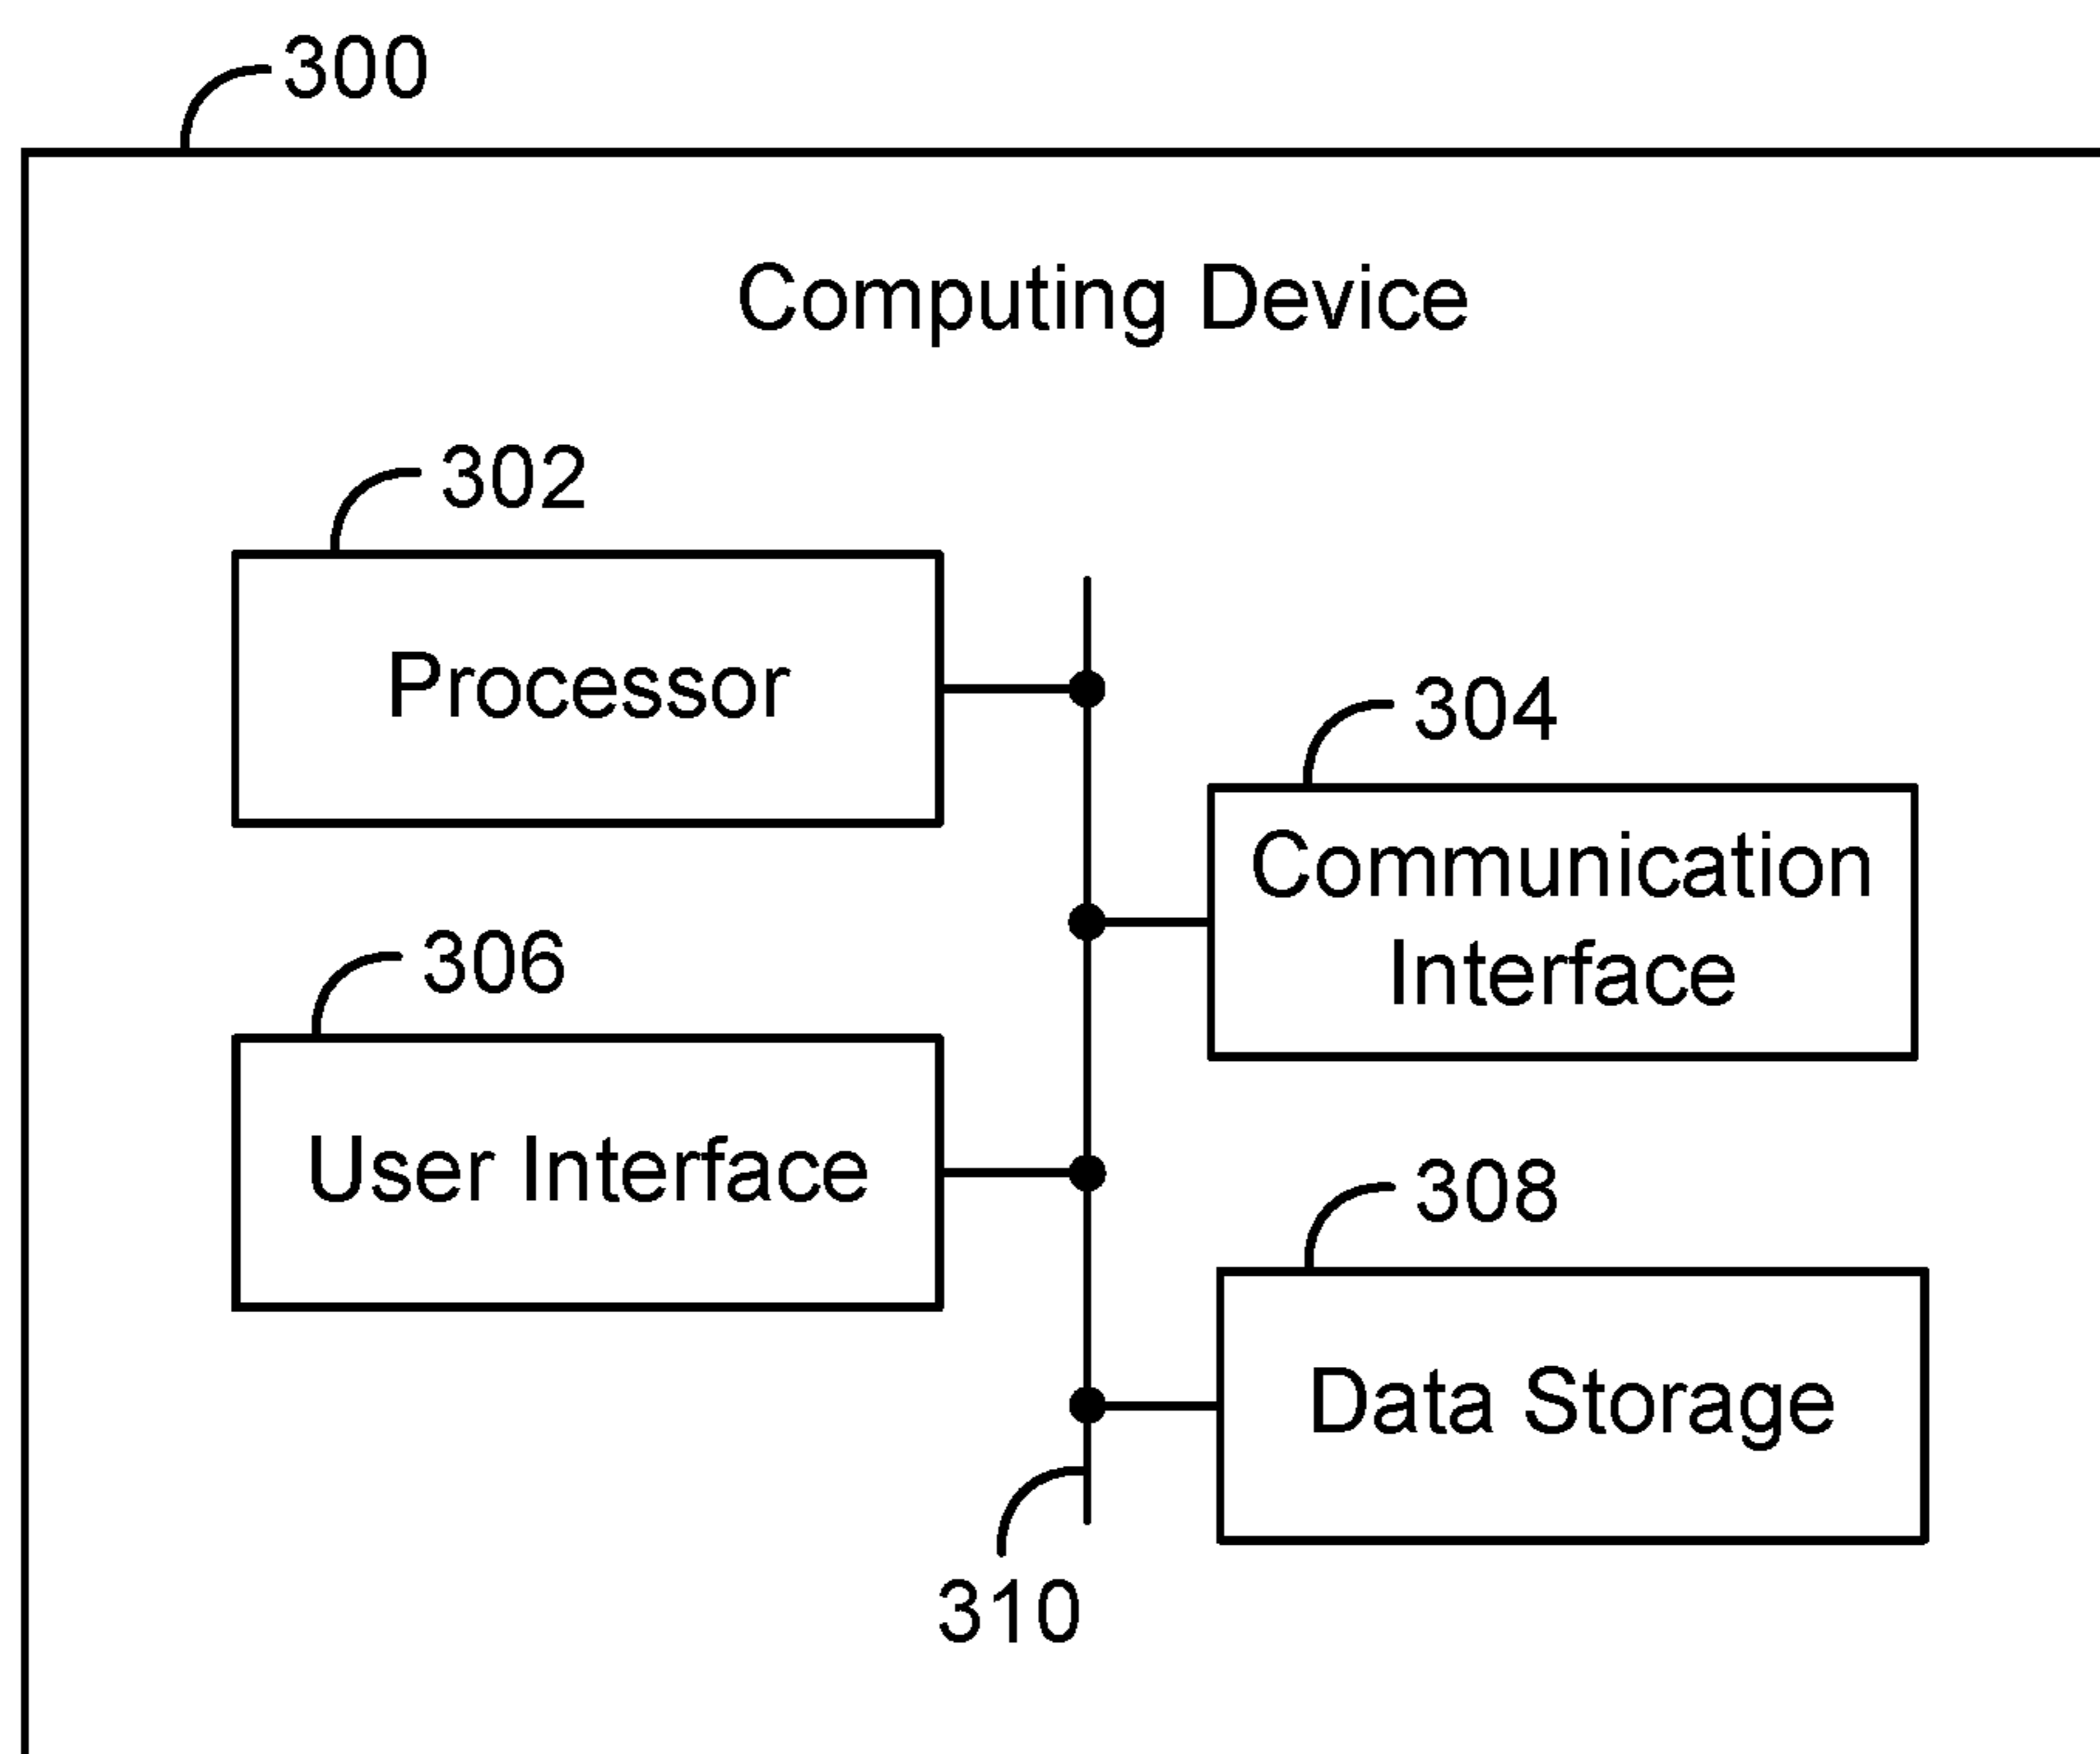 300
Computing Device
302
Processor
304
Communication
Interface
306
User Interface
308
Data Storage
310